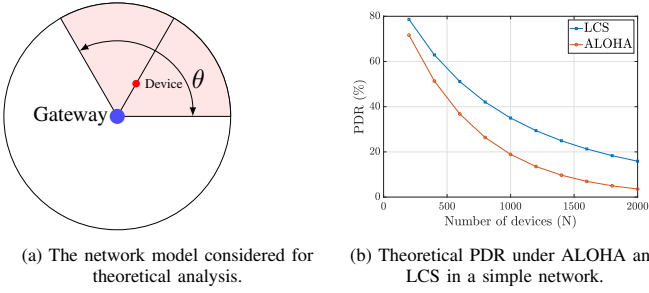 Gateway
Device
θ
(a) The network model considered for
theoretical analysis.
80
60
40
20
0
PDR (%)
LCS
ALOHA
0
500
1000
1500
2000
Number of devices (N)
(b) Theoretical PDR under ALOHA an
LCS in a simple network.